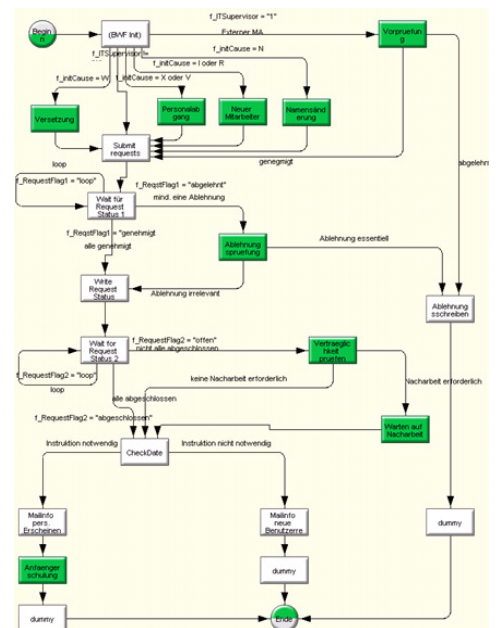 f_ITSupervisor = "1"
Begin
n
(BWF Init)
Externer MA
Vorpruefun
g
f_ITSupervisor !=
f_initCause = N
f_initCause = I oder R
f_initCause = W
f_initCause = X oder V
Versetzung
Personalab
gang
Neuer
Mitarbeiter
Namensänd
erung
Submit
requests
genegmigt
abgelehn
loop
f_RequestFlag1 = "loop"
f_ReqstFlag1 = "abgelehnt"
mind. eine Ablehnung
Wait für
Request
Status 1
f_ReqstFlag1 = "genehmigt
alle genehmigt
Ablehnung
spruefung
Ablehnung essentiell
Write
Request
Status
Ablehnung irrelevant
Ablehnung
sschreiben
f_RequestFlag2 = "offen"
nicht alle abgeschlossen
Wait for
Request
Status 2
Vertraeglic
hkeit
pruefen
f_RequestFlag2 = "loop"
loop
keine Nacharbeit erforderlich
Nacharbeit erforderlich
alle abgeschlossen
f_RequestFlag2 = "abgeschlossen"
Warten auf
Nacharbeit
Instruktion notwendig
Instruktion nicht notwendig
CheckDate
Mailinfo
pers.
Erscheinen
Mailinfo
neue
Benutzerre
dummy
Anfaenger
schulung
dummy
dummy
Ende